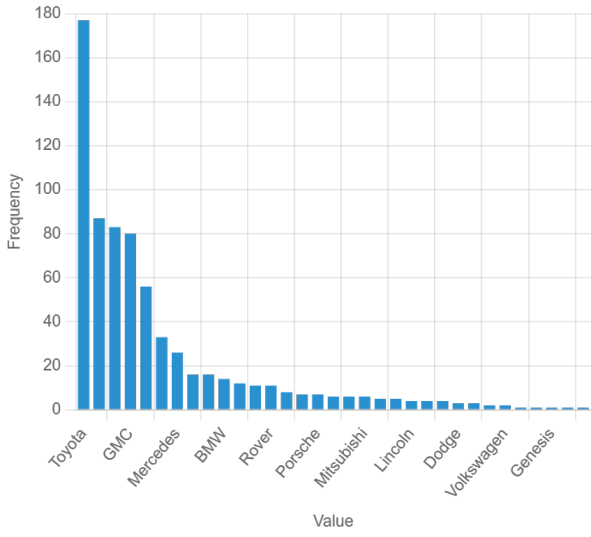 180
160
140
120
100
80
60
40
20
0
Frequency
Toyota
GMC
Mercedes
BMW
Rover
Porsche
Mitsubishi
Lincoln
Dodge
Volkswagen
Genesis
Value